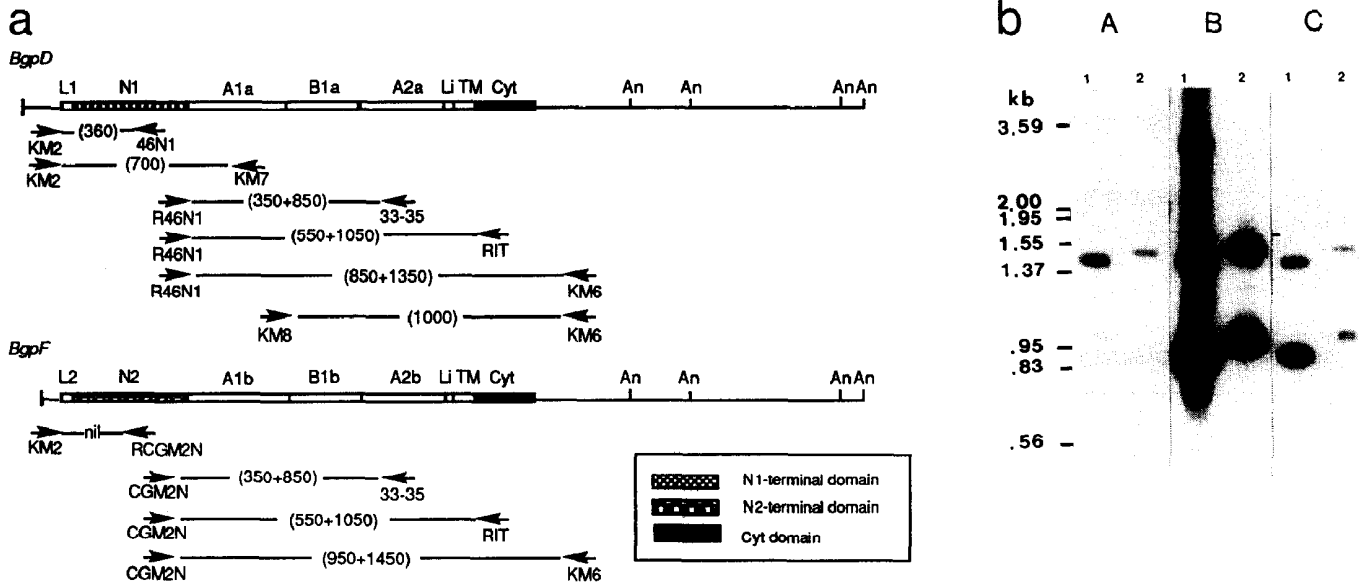 a
BgpD
L1 N1 A1a B1a A2a Li TM Cyt An An An An
(360)
KM2 46N1
(700)
KM2 KM7
(350+850)
R46N1 33-35
(550+1050)
R46N1 RIT
(850+1350)
R46N1 KM6
(1000)
KM8 KM6
BgpF
L2 N2 A1b B1b A2b Li TM Cyt An An An An
nil
KM2 RCGM2N
(350+850)
CGM2N 33-35
(550+1050)
CGM2N RIT
(950+1450)
CGM2N KM6
N1-terminal domain
N2-terminal domain
Cyt domain
b
A B C
1 2 1 2 1 2
kb
3.59
2.00
1.95
1.55
1.37
.95
.83
.56